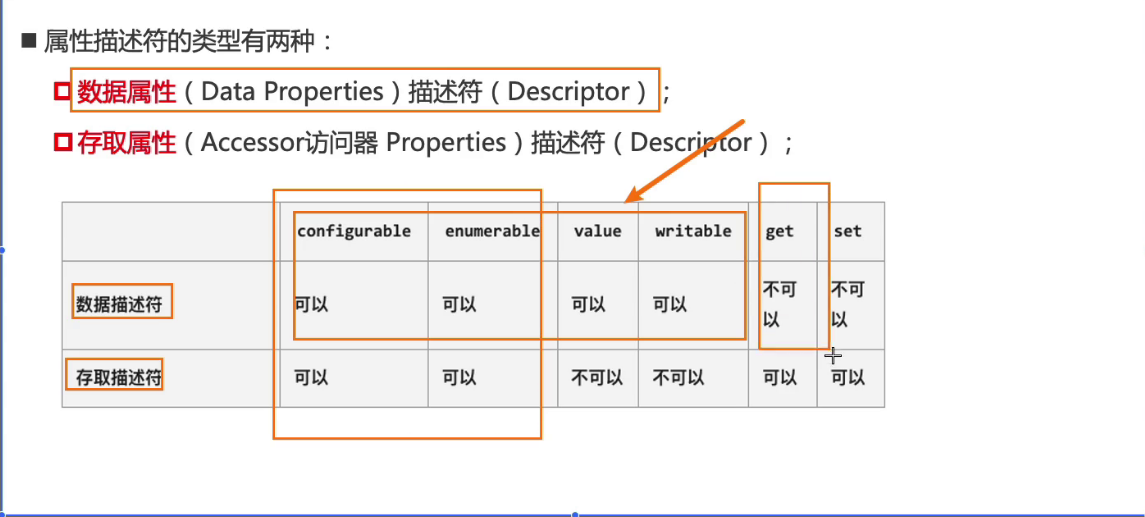 属性描述符的类型有两种：
数据属性（Data Properties）描述符（Descriptor）；
存取属性（Accessor访问器 Properties）描述符（Descriptor）；
configurable enumerable value writable get set
数据描述符 可以 可以 可以 可以 不可以 不可以
存取描述符 可以 可以 不可以 不可以 可以 可以